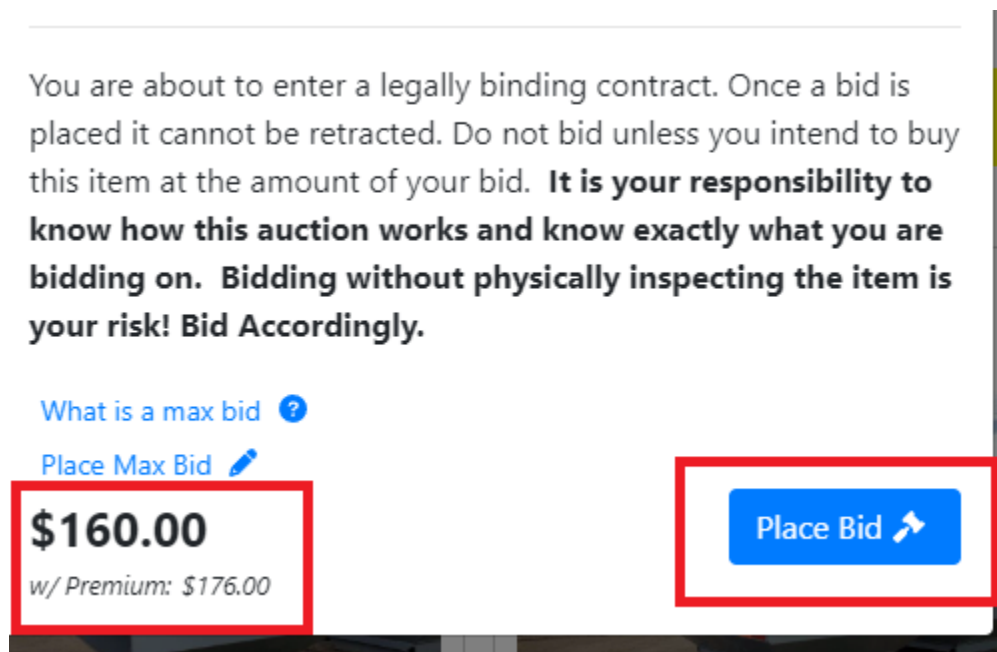 You are about to enter a legally binding contract. Once a bid is
placed it cannot be retracted. Do not bid unless you intend to buy
this item at the amount of your bid.  It is your responsibility to
know how this auction works and know exactly what you are
bidding on.  Bidding without physically inspecting the item is
your risk! Bid Accordingly.
What is a max bid ?
Place Max Bid
$160.00
w/ Premium: $176.00
Place Bid